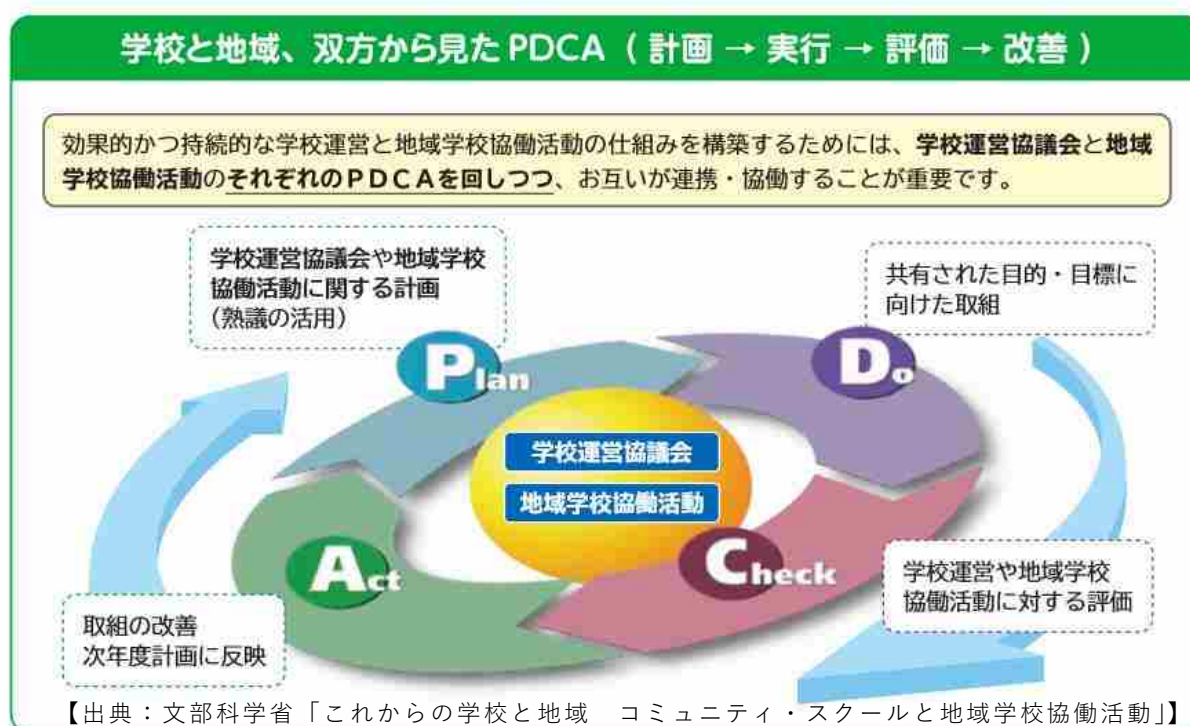 学校と地域、双方から見たPDCA(計画 → 実行 → 評価 → 改善)
効果的かつ持続的な学校運営と地域学校協働活動の仕組みを構築するためには、学校運営協議会と地域
学校協働活動のそれぞれのPDCAを回しつつ、お互いが連携・協働することが重要です。
学校運営協議会や地域学校
協働活動に関する計画
(熟議の活用)
共有された目的・目標に
向けた取組
Plan
Do
学校運営協議会
地域学校協働活動
Act
Check
学校運営や地域学校
協働活動に対する評価
取組の改善
次年度計画に反映
【出典:文部科学省「これからの学校と地域 コミュニティ・スクールと地域学校協働活動」】